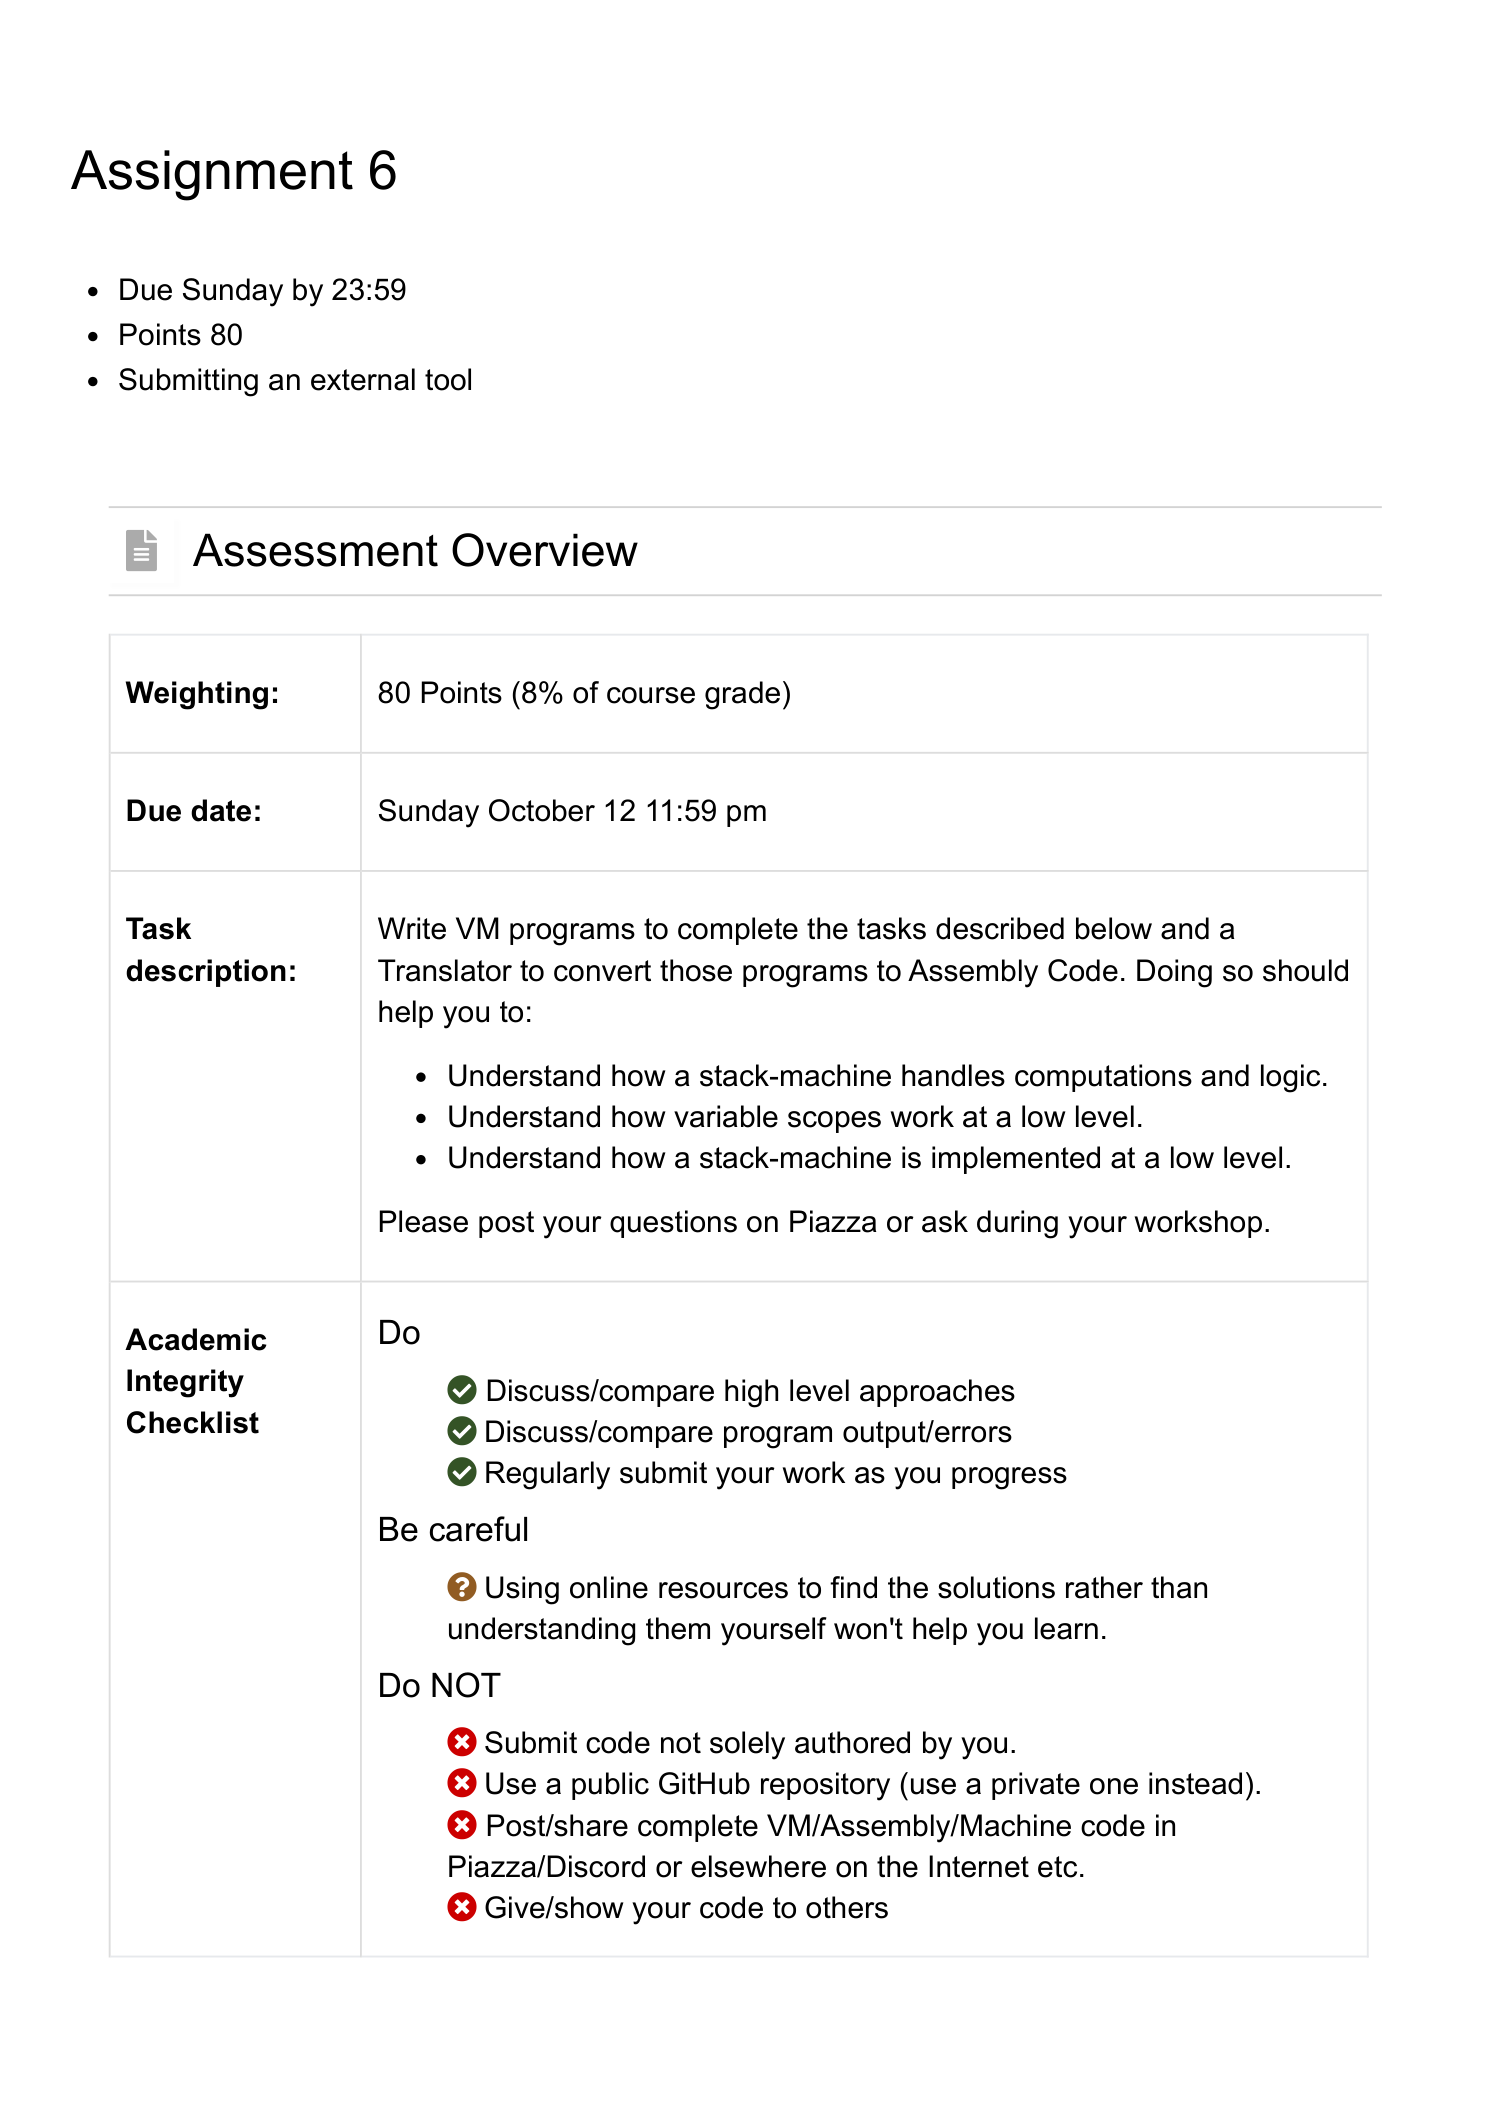 Assignment 6
Due Sunday by 23:59
Points 80
Submitting an external tool
Assessment Overview
Weighting:
80 Points (8% of course grade)
Due date:
Sunday October 12 11:59 pm
Task
description:
Write VM programs to complete the tasks described below and a
Translator to convert those programs to Assembly Code. Doing so should
help you to:
Understand how a stack-machine handles computations and logic.
Understand how variable scopes work at a low level.
Understand how a stack-machine is implemented at a low level.
Please post your questions on Piazza or ask during your workshop.
Academic
Integrity
Checklist
Do
Discuss/compare high level approaches
Discuss/compare program output/errors
Regularly submit your work as you progress
Be careful
Using online resources to find the solutions rather than
understanding them yourself won't help you learn.
Do NOT
Submit code not solely authored by you.
Use a public GitHub repository (use a private one instead).
Post/share complete VM/Assembly/Machine code in
Piazza/Discord or elsewhere on the Internet etc.
Give/show your code to others